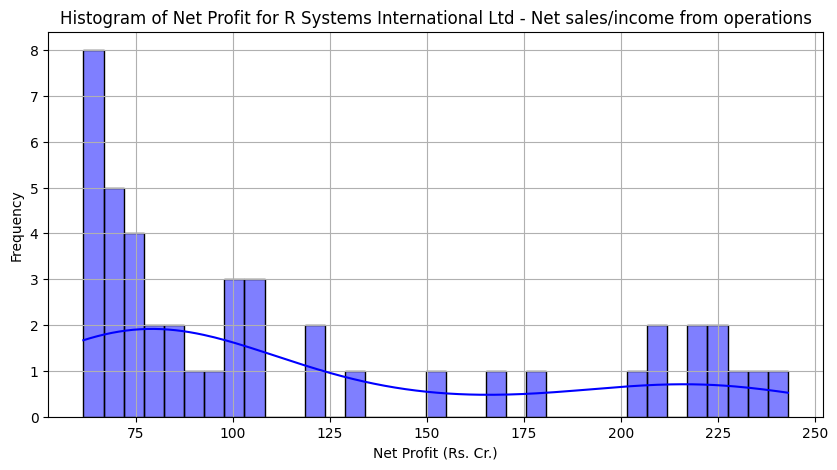 Histogram of Net Profit for R Systems International Ltd - Net sales/income from operations
8
7
6
5
4
3
2
1
0
Frequency
75 100 125 150 175 200 225 250
Net Profit (Rs. Cr.)